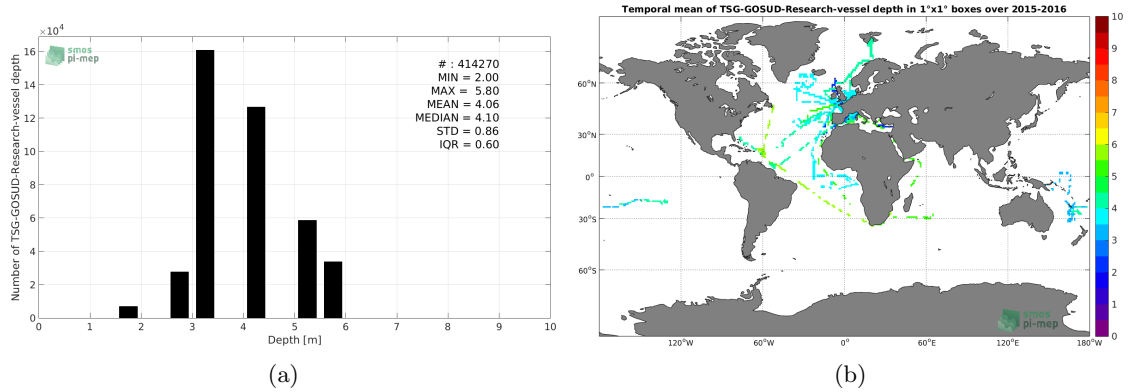 smos
pi-mep
×10⁴
# : 414270
MIN = 2.00
MAX = 5.80
MEAN = 4.06
MEDIAN = 4.10
STD = 0.86
IQR = 0.60
Number of TSG-GOSUD-Research-vessel depth
16
14
12
10
8
6
4
2
0
0 1 2 3 4 5 6 7 8 9 10
Depth [m]
(a)
Temporal mean of TSG-GOSUD-Research-vessel depth in 1°x1° boxes over 2015-2016
60°N
30°N
0°
30°S
60°S
120°W 60°W 0°E 60°E 120°E 180°W
10
9
8
7
6
5
4
3
2
1
0
smos
pi-mep
(b)